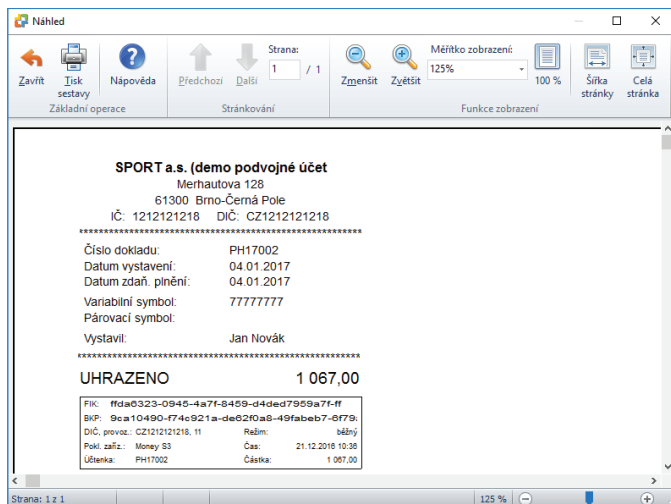 Náhled
Zavřít
Tisk sestavy
Nápověda
Základní operace
Předchozí
Další
Strana:
1 / 1
Stránkování
Zmenšit
Zvětšit
Měřítko zobrazení:
125%
100 %
Šířka stránky
Celá stránka
Funkce zobrazení
SPORT a.s. (demo podvojné účet
Merhautova 128
61300 Brno-Černá Pole
IČ: 1212121218 DIČ: CZ1212121218
************************************************************
Číslo dokladu: PH17002
Datum vystavení: 04.01.2017
Datum zdaň. plnění: 04.01.2017
Variabilní symbol: 77777777
Párovací symbol:
Vystavil: Jan Novák
************************************************************
UHRAZENO 1 067,00
FIK: ffda6323-0945-4a7f-8459-d4ded7959a7f-ff
BKP: 9ca10490-f74c921a-de62f0a8-49fabeb7-6f79
DIČ, provoz.: CZ1212121218, 11 Režim: běžný
Pokl. zaříz.: Money S3 Čas: 21.12.2016 10:36
Účtenka: PH17002 Částka: 1 067,00
Strana: 1 z 1
125 %